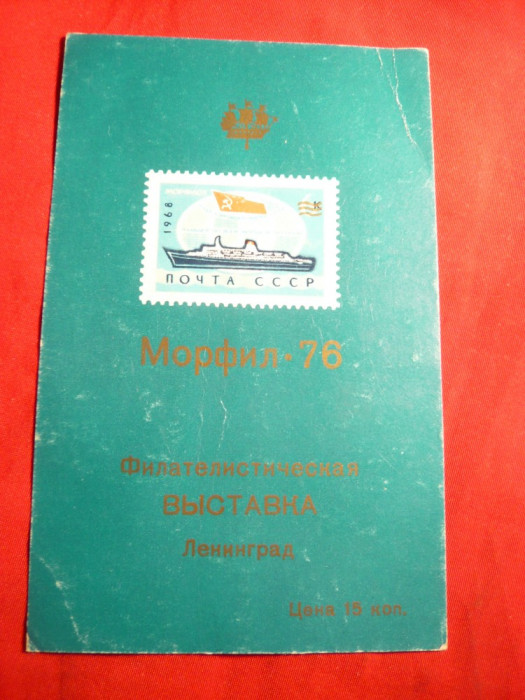 1968
К
ПОЧТА СССР
Морфил-76
Филателистическая
ВЫСТАВКА
Ленинград
Цена 15 коп.